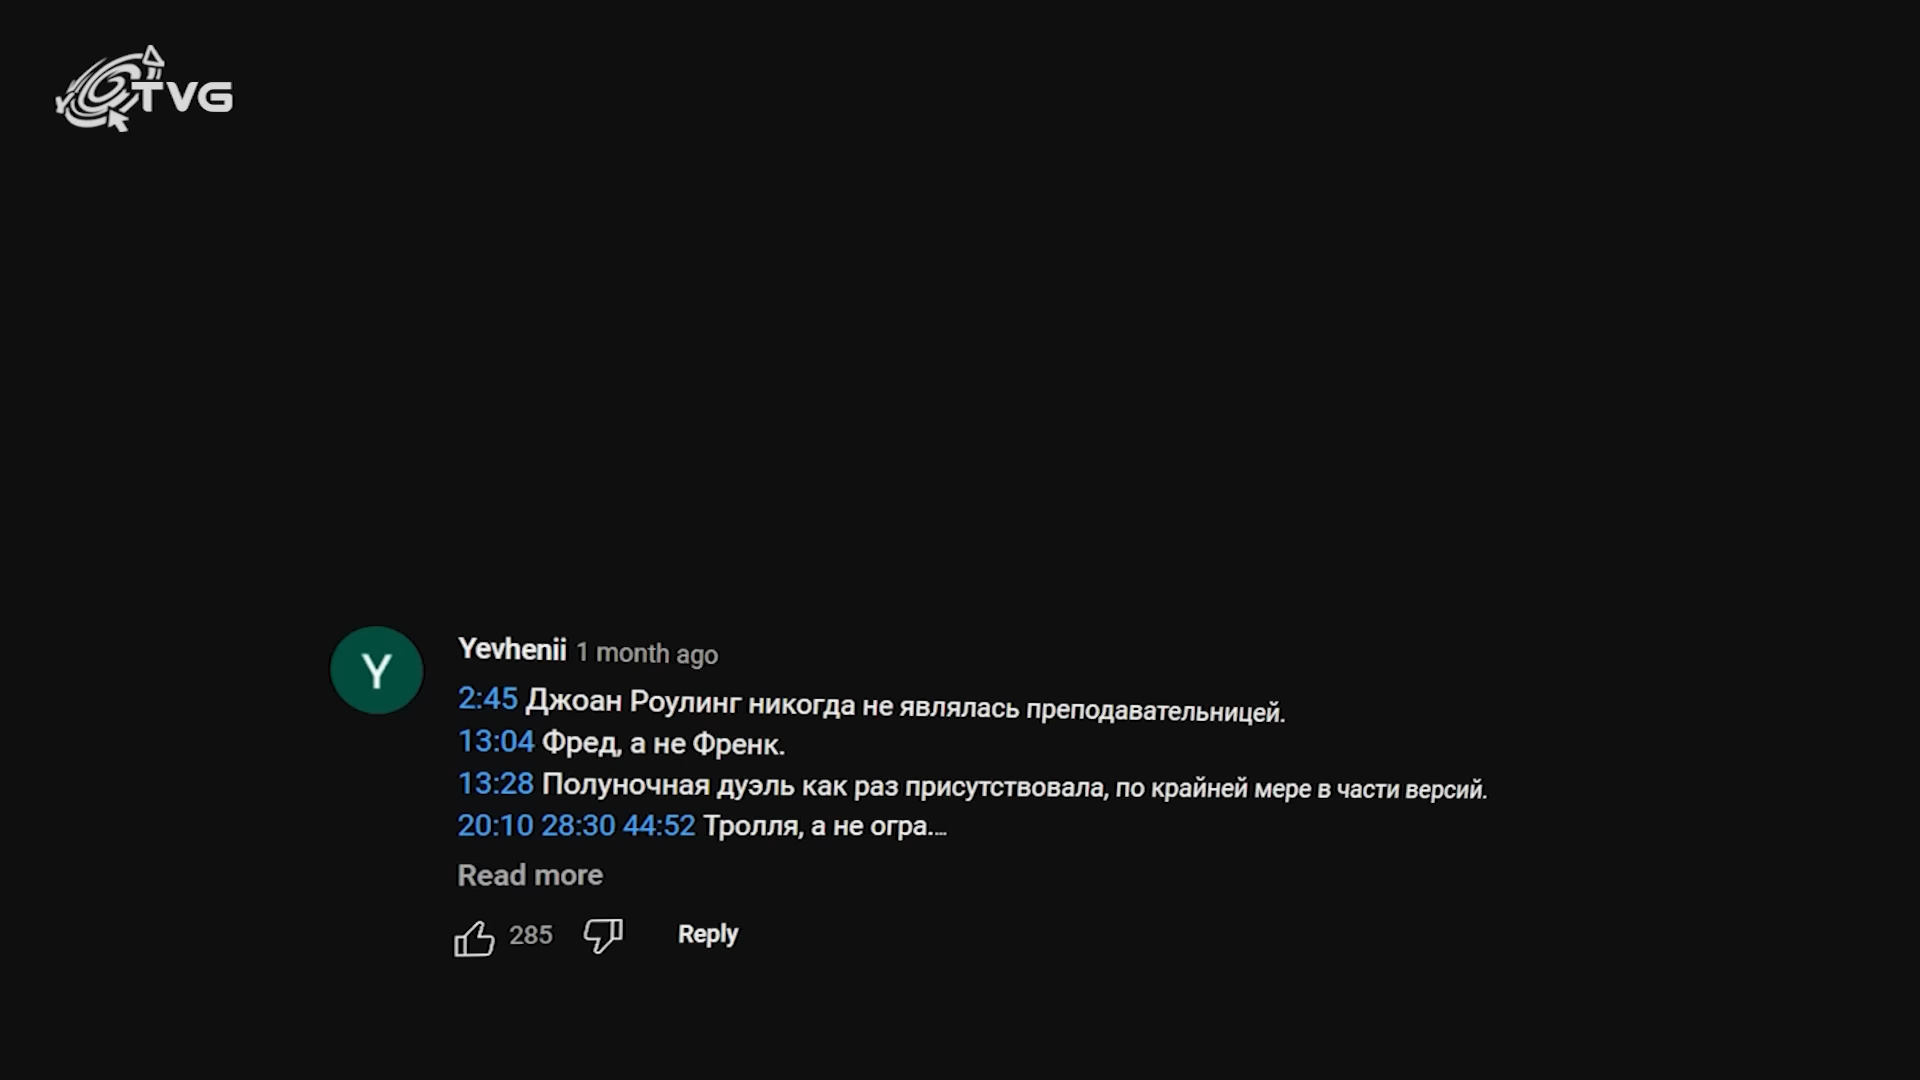 TVG
Yevhenii 1 month ago
2:45 Джоан Роулинг никогда не являлась преподавательницей.
13:04 Фред, а не Френк.
13:28 Полуночная дуэль как раз присутствовала, по крайней мере в части версий.
20:10 28:30 44:52 Тролля, а не огра...
Read more
285 Reply